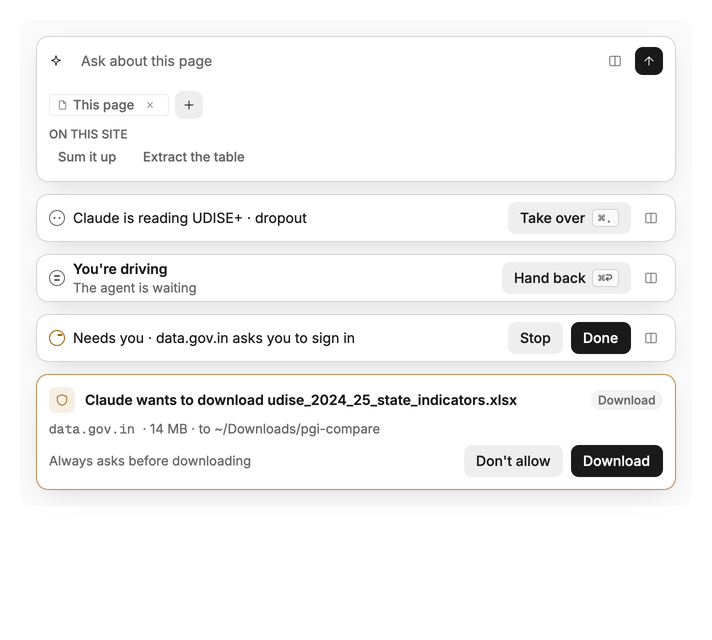 Ask about this page
This page
ON THIS SITE
Sum it up Extract the table
Claude is reading UDISE+ · dropout Take over ⌘.
You're driving
The agent is waiting
Hand back ⌘⏎
Needs you · data.gov.in asks you to sign in Stop Done
Claude wants to download udise_2024_25_state_indicators.xlsx Download
data.gov.in · 14 MB · to ~/Downloads/pgi-compare
Always asks before downloading Don't allow Download